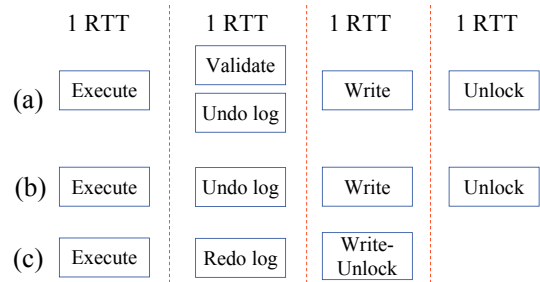 1 RTT 1 RTT 1 RTT 1 RTT
Validate
(a) Execute Write Unlock
Undo log
(b) Execute Undo log Write Unlock
(c) Execute Redo log Write-
Unlock